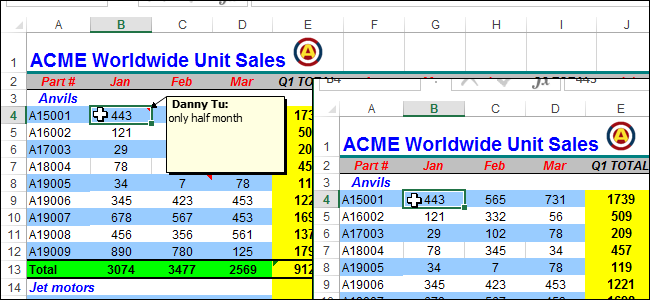 A B C D E F G H I J
1 ACME Worldwide Unit Sales A
2 Part # Jan Feb Mar Q1
3 Anvils
4 A15001 443 173
Danny Tu:
only half month
5 A16002 121 50
6 A17003 29 20
7 A18004 78 45
8 A19005 34 7 78 11
9 A19006 345 423 453 122
10 A19007 678 567 453 169
11 A19008 456 356 561 137
12 A19009 890 780 125 179
13 Total 3074 3477 2569 912
14 Jet motors
A B C D E
1 ACME Worldwide Unit Sales A
2 Part # Jan Feb Mar Q1 TOTAL
3 Anvils
4 A15001 443 565 731 1739
5 A16002 121 332 56 509
6 A17003 29 102 78 209
7 A18004 78 345 34 457
8 A19005 34 7 78 119
9 A19006 345 423 453 1221